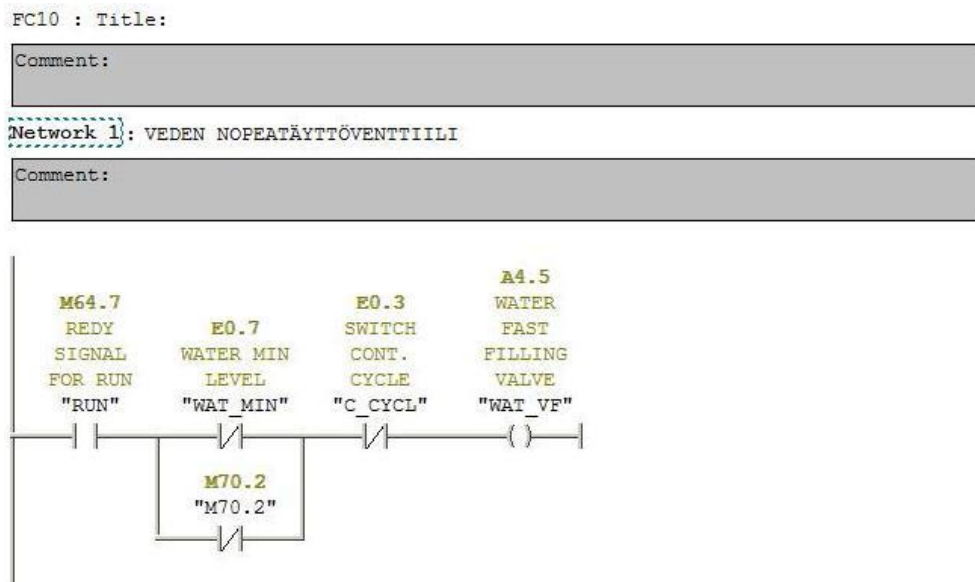 FC10 : Title:
Comment:
Network 1: VEDEN NOPEATÄYTTÖVENTTIILI
Comment:
M64.7
REDY
SIGNAL
FOR RUN
"RUN"
E0.7
WATER MIN
LEVEL
"WAT_MIN"
E0.3
SWITCH
CONT.
CYCLE
"C_CYCL"
A4.5
WATER
FAST
FILLING
VALVE
"WAT_VF"
M70.2
"M70.2"